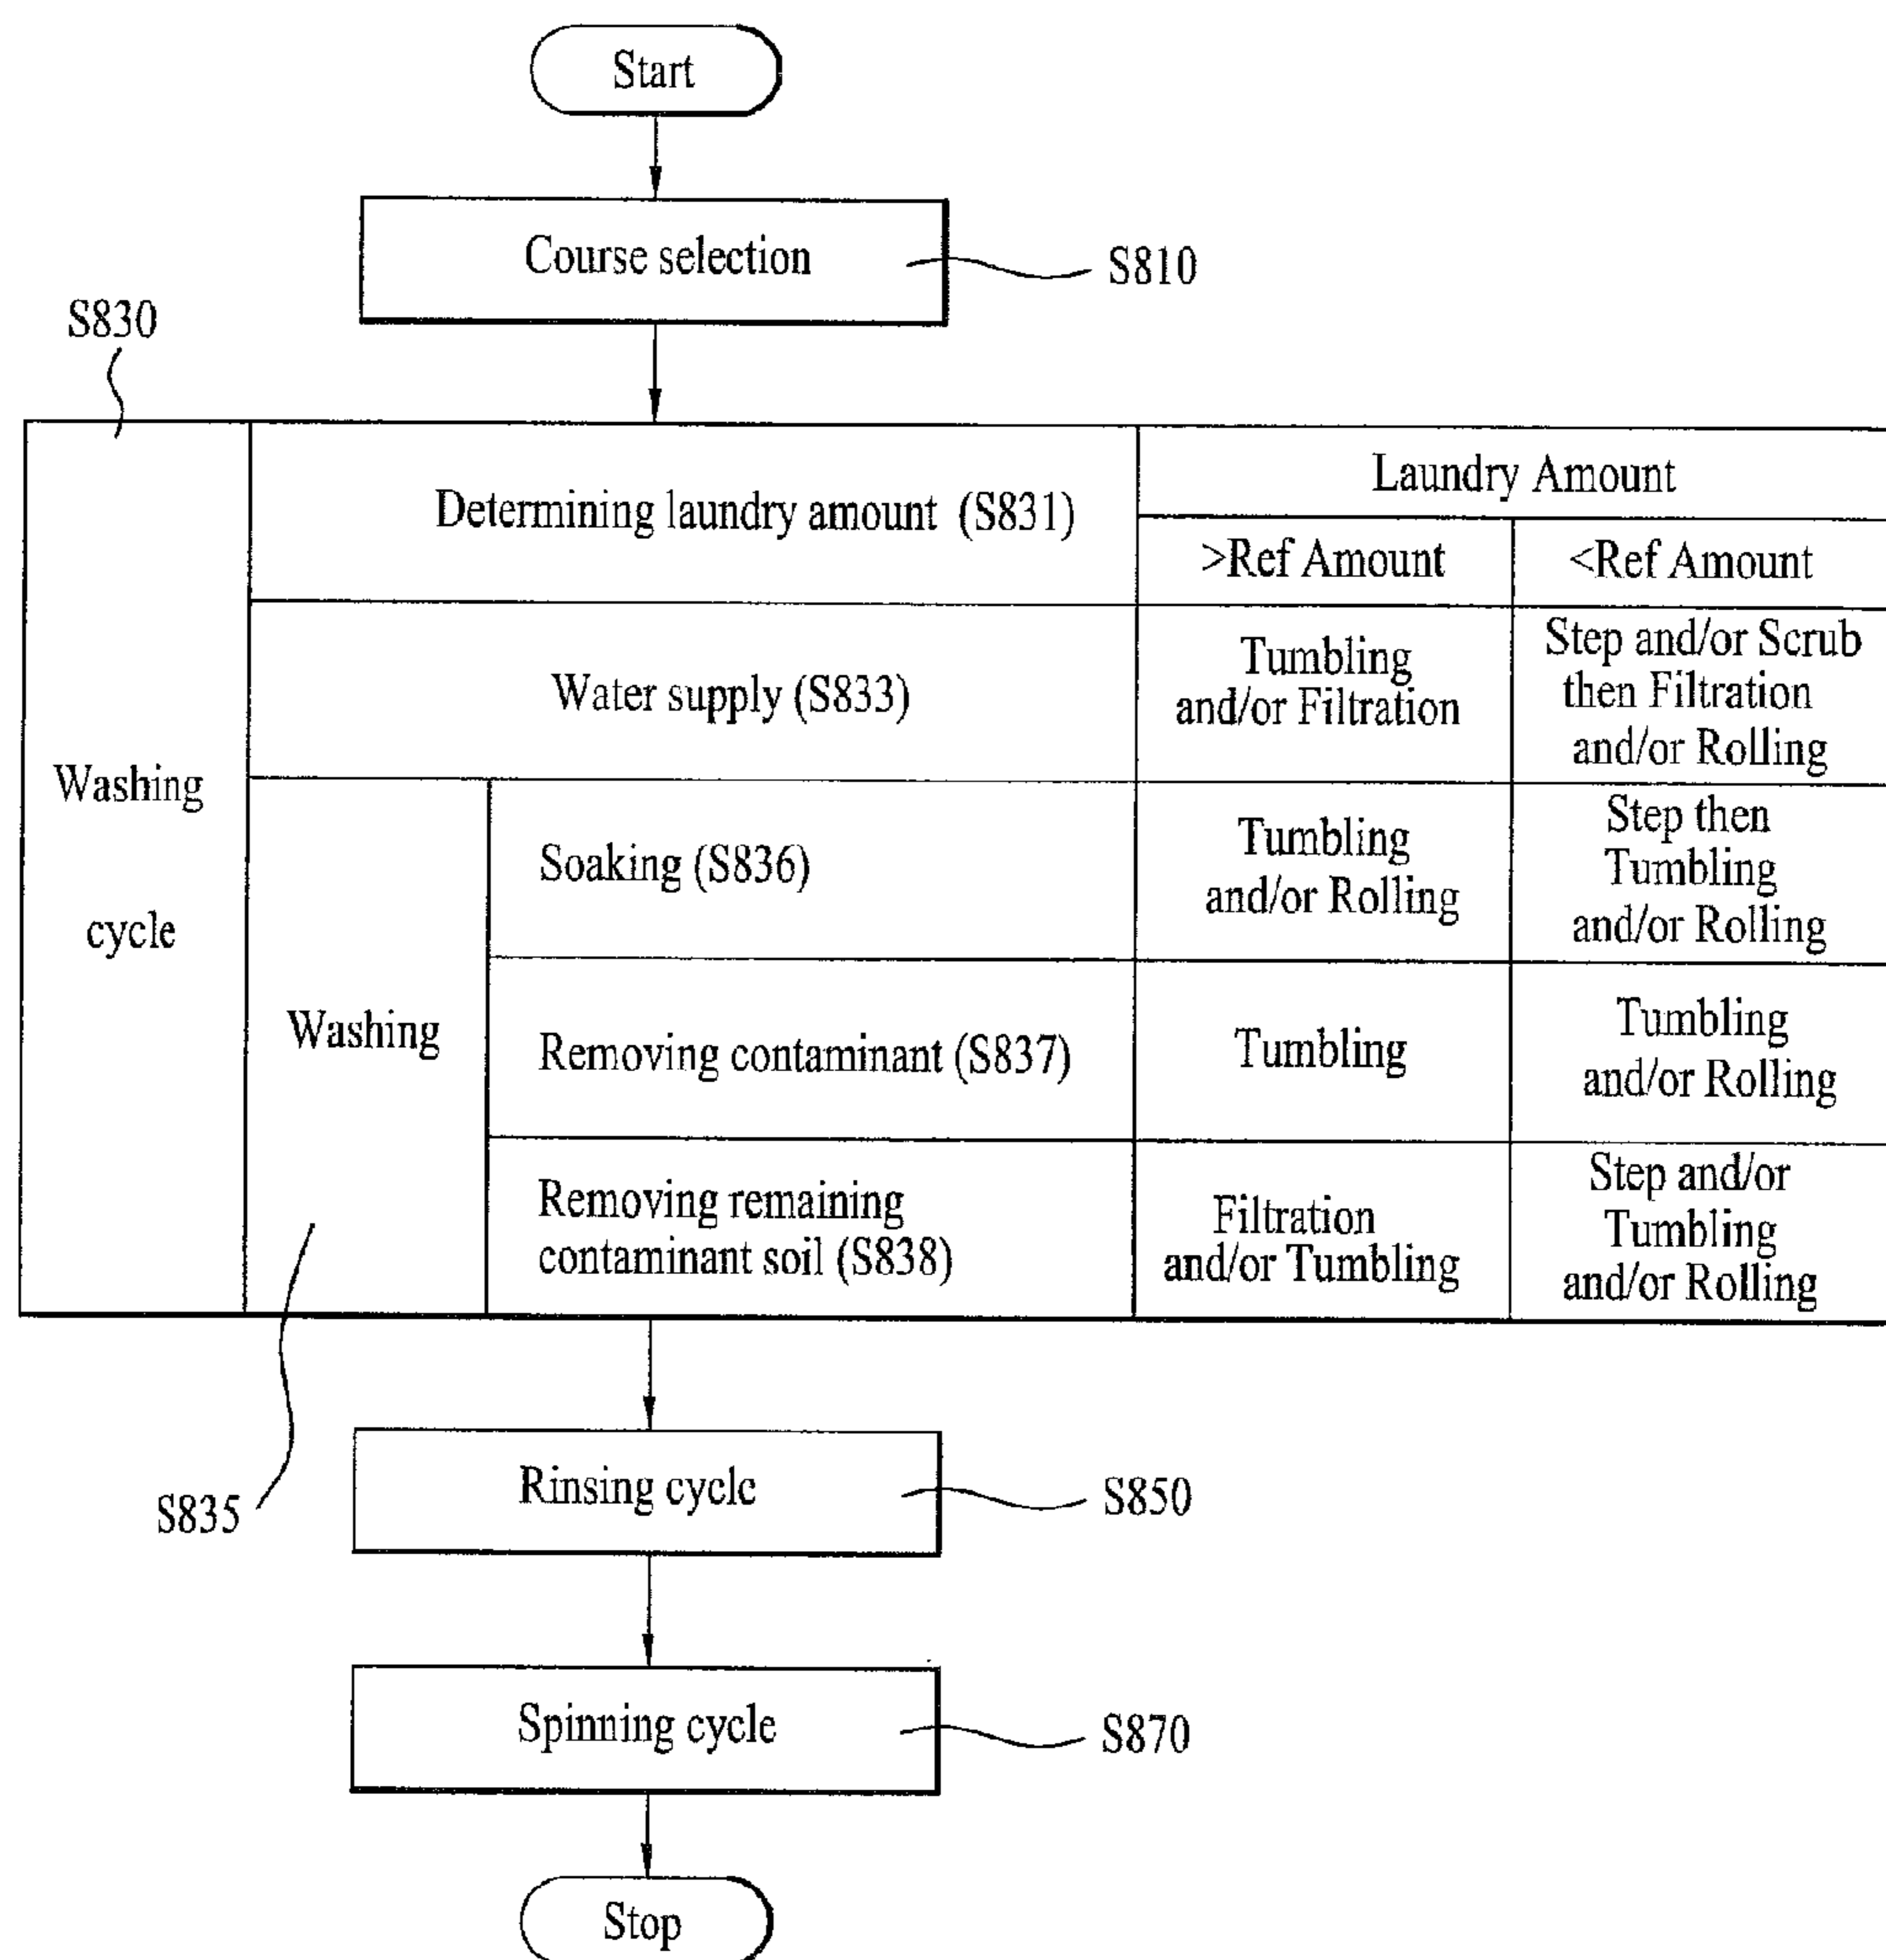 Start
Course selection
S810
S830
Washing
cycle
Determining laundry amount (S831)
Laundry Amount
>Ref Amount
<Ref Amount
Water supply (S833)
Tumbling
and/or Filtration
Step and/or Scrub
then Filtration
and/or Rolling
Washing
Soaking (S836)
Tumbling
and/or Rolling
Step then
Tumbling
and/or Rolling
Removing contaminant (S837)
Tumbling
Tumbling
and/or Rolling
Removing remaining
contaminant soil (S838)
Filtration
and/or Tumbling
Step and/or
Tumbling
and/or Rolling
S835
Rinsing cycle
S850
Spinning cycle
S870
Stop